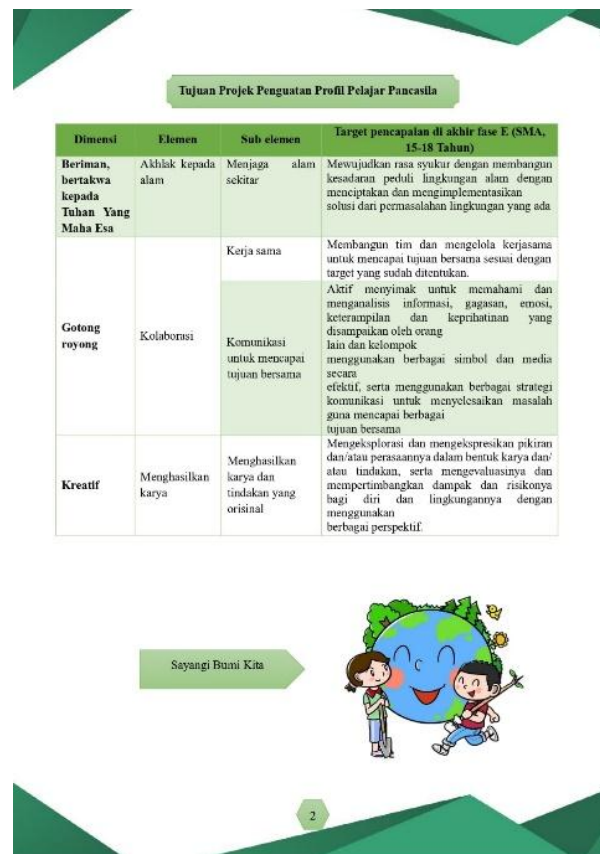 Tujuan Projek Penguatan Profil Pelajar Pancasila
Dimensi
Elemen
Sub elemen
Target pencapaian di akhir fase E (SMA,
15-18 Tahun)
Beriman,
bertakwa
kepada
Tuhan Yang
Maha Esa
Akhlak kepada
alam
Menjaga alam
sekitar
Mewujudkan rasa syukur dengan membangun
kesadaran peduli lingkungan alam dengan
menciptakan dan mengimplementasikan
solusi dari permasalahan lingkungan yang ada
Gotong
royong
Kolaborasi
Kerja sama
Membangun tim dan mengelola kerjasama
untuk mencapai tujuan bersama sesuai dengan
target yang sudah ditentukan.
Komunikasi
untuk mencapai
tujuan bersama
Aktif menyimak untuk memahami dan
menganalisis informasi, gagasan, emosi,
keterampilan dan keprihatinan yang
disampaikan oleh orang
lain dan kelompok
menggunakan berbagai simbol dan media
secara
efektif, serta menggunakan berbagai strategi
komunikasi untuk menyelesaikan masalah
guna mencapai berbagai
tujuan bersama
Kreatif
Menghasilkan
karya
Menghasilkan
karya dan
tindakan yang
orisinal
Mengeksplorasi dan mengekspresikan pikiran
dan/atau perasaannya dalam bentuk karya dan/
atau tindakan, serta mengevaluasinya dan
mempertimbangkan dampak dan risikonya
bagi diri dan lingkungannya dengan
menggunakan
berbagai perspektif.
Sayangi Bumi Kita
2